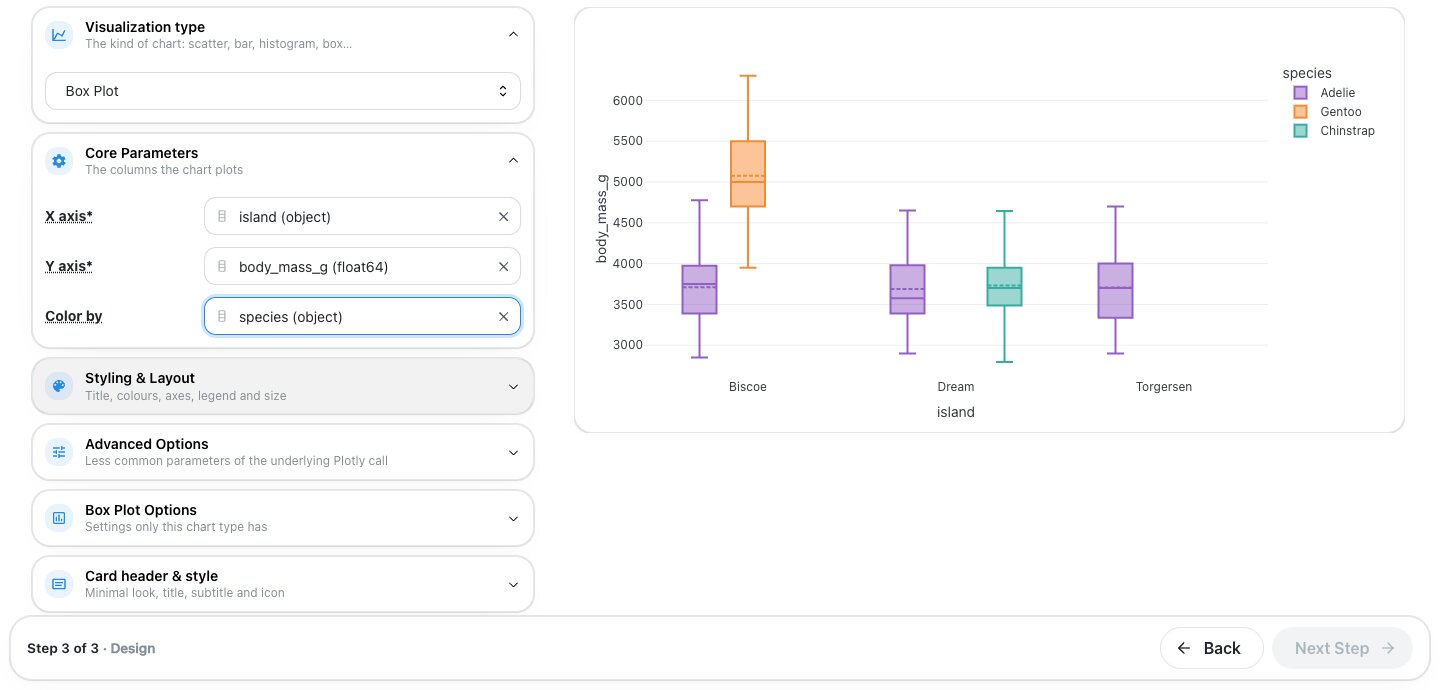 Visualization type
The kind of chart: scatter, bar, histogram, box...
Box Plot
Core Parameters
The columns the chart plots
X axis*
island (object)
Y axis*
body_mass_g (float64)
Color by
species (object)
Styling & Layout
Title, colours, axes, legend and size
Advanced Options
Less common parameters of the underlying Plotly call
Box Plot Options
Settings only this chart type has
Card header & style
Minimal look, title, subtitle and icon
species
Adelie
Gentoo
Chinstrap
body_mass_g
6000
5500
5000
4500
4000
3500
3000
Biscoe
Dream
Torgersen
island
Step 3 of 3 · Design
Back
Next Step